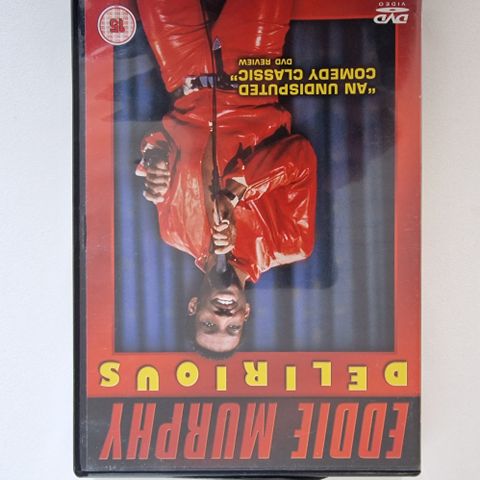 EDDIE MURPHY
DELIRIOUS
"AN UNDISPUTED
COMEDY CLASSIC"
DVD REVIEW
DVD
VIDEO